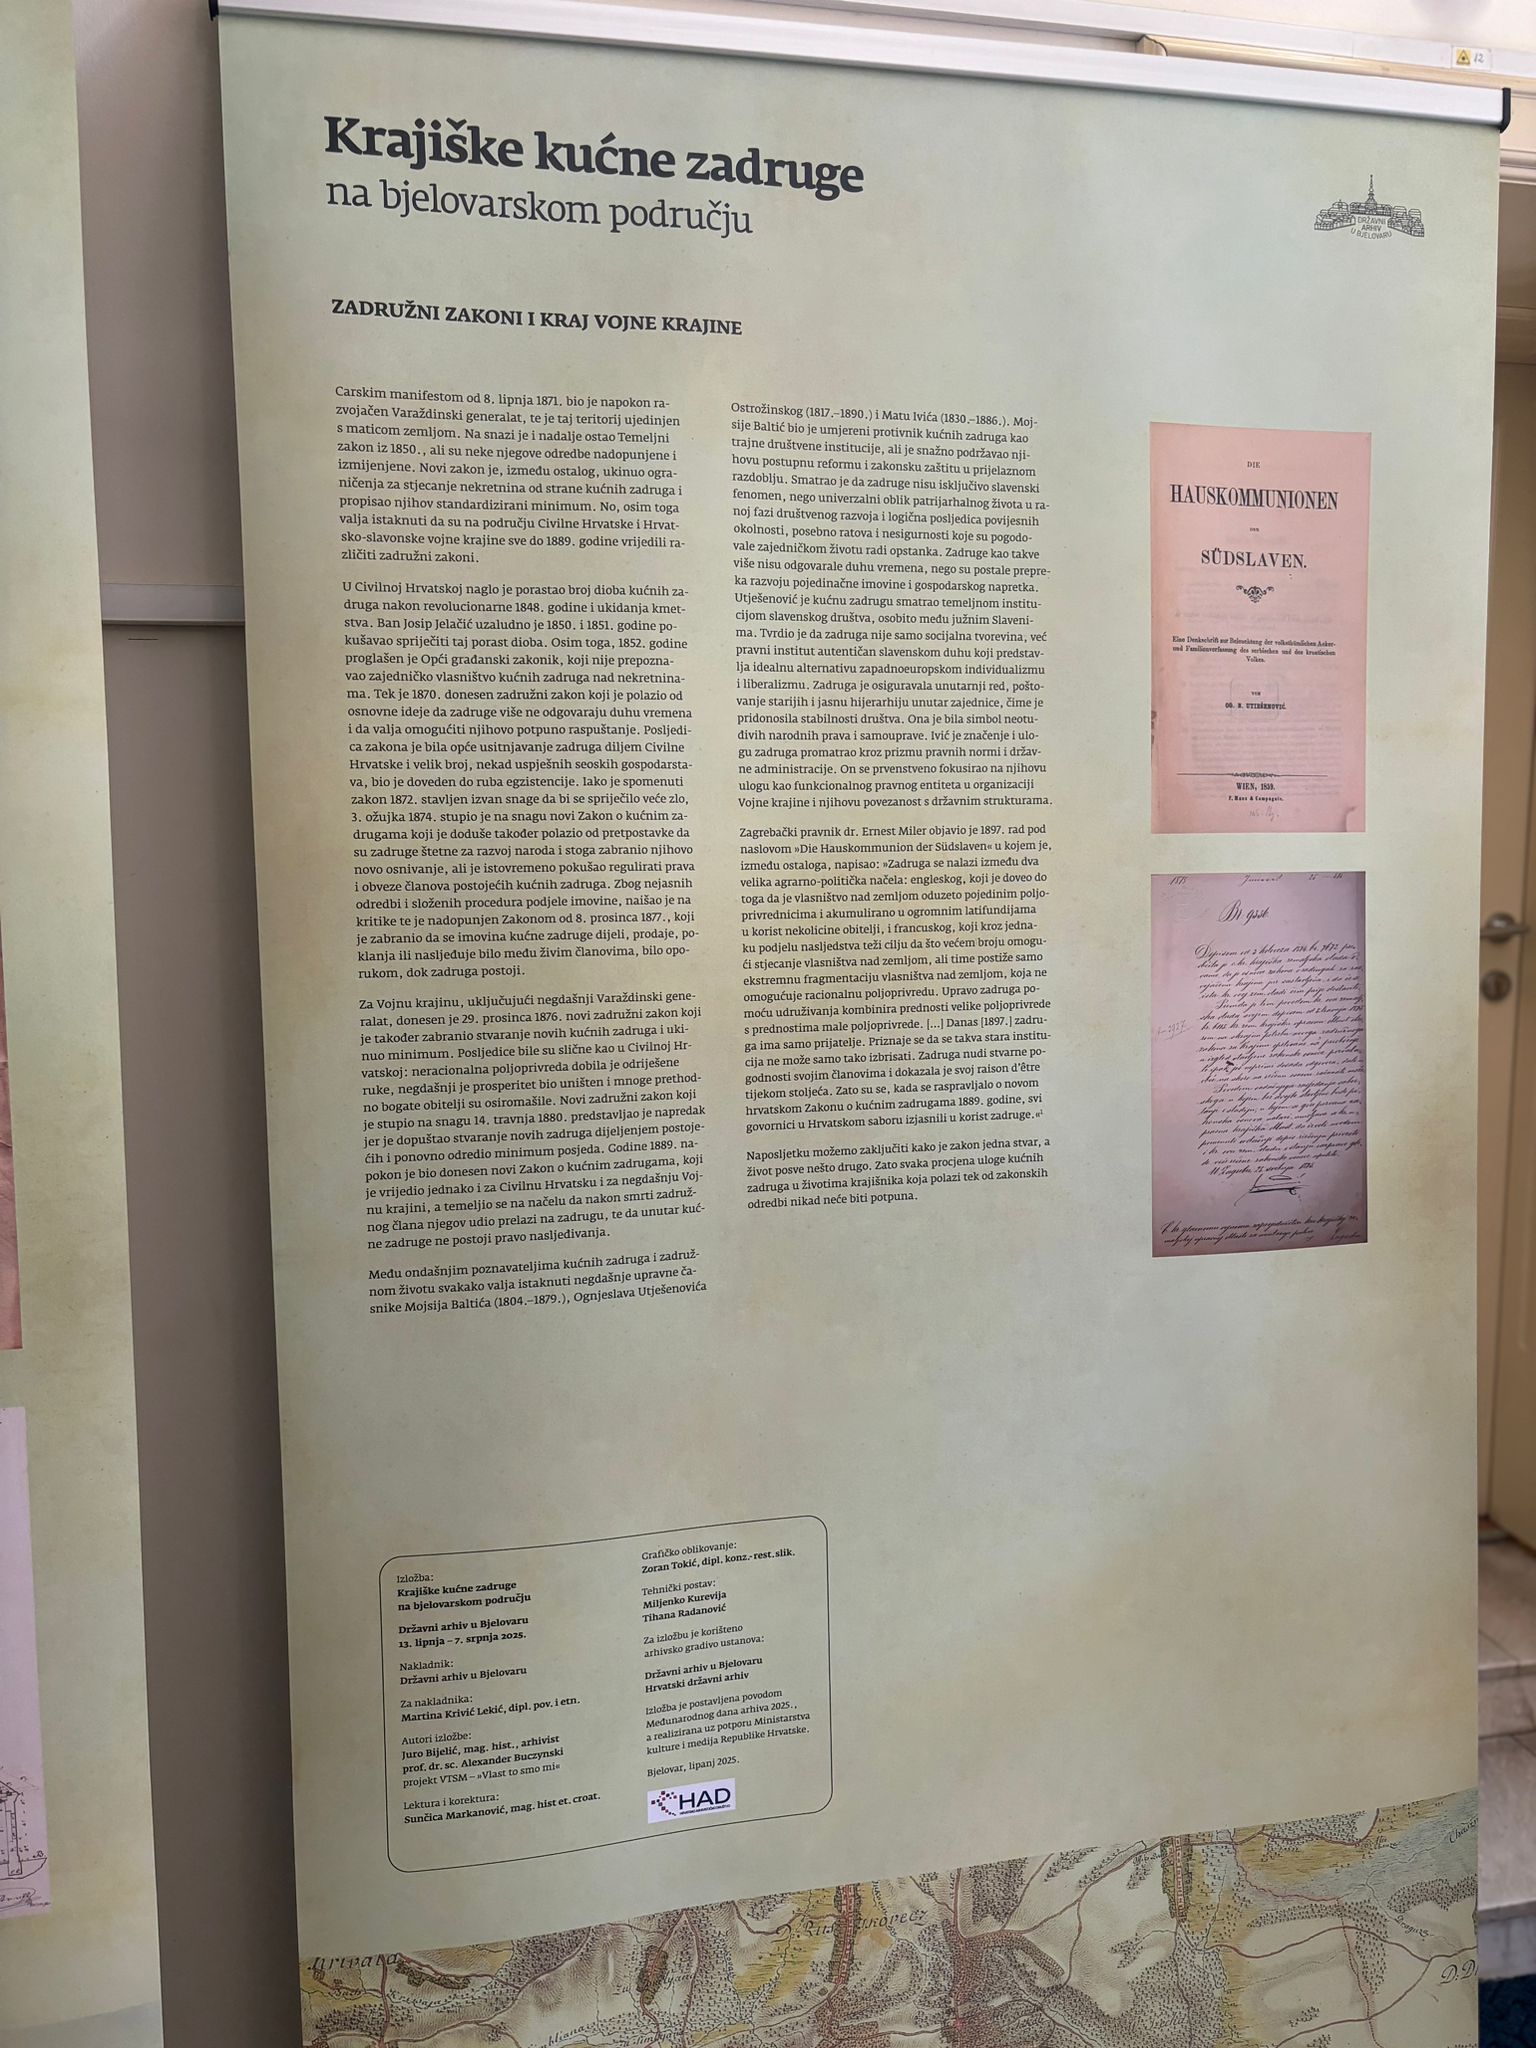 12
Krajiške kućne zadruge
na bjelovarskom području
DRŽAVNI
ARHIV
U BJELOVARU
ZADRUŽNI ZAKONI I KRAJ VOJNE KRAJINE
Carskim manifestom od 8. lipnja 1871. bio je napokon ra-
zvojačen Varaždinski generalat, te je taj teritorij ujedinjen
s maticom zemljom. Na snazi je i nadalje ostao Temeljni
zakon iz 1850., ali su neke njegove odredbe nadopunjene i
izmijenjene. Novi zakon je, između ostalog, ukinuo ogra-
ničenja za stjecanje nekretnina od strane kućnih zadruga i
propisao njihov standardizirani minimum. No, osim toga
valja istaknuti da su na području Civilne Hrvatske i Hrvat-
sko-slavonske vojne krajine sve do 1889. godine vrijedili ra-
zličiti zadružni zakoni.
U Civilnoj Hrvatskoj naglo je porastao broj dioba kućnih za-
druga nakon revolucionarne 1848. godine i ukidanja kmet-
stva. Ban Josip Jelačić uzaludno je 1850. i 1851. godine po-
kušavao spriječiti taj porast dioba. Osim toga, 1852. godine
proglašen je Opći građanski zakonik, koji nije prepozna-
vao zajedničko vlasništvo kućnih zadruga nad nekretnina-
ma. Tek je 1870. donesen zadružni zakon koji je polazio od
osnovne ideje da zadruge više ne odgovaraju duhu vremena
i da valja omogućiti njihovo potpuno raspuštanje. Posljedi-
ca zakona je bila opće usitnjavanje zadruga diljem Civilne
Hrvatske i velik broj, nekad uspješnih seoskih gospodarsta-
va, bio je doveden do ruba egzistencije. Iako je spomenuti
zakon 1872. stavljen izvan snage da bi se spriječilo veće zlo,
3. ožujka 1874. stupio je na snagu novi Zakon o kućnim za-
drugama koji je doduše također polazio od pretpostavke da
su zadruge štetne za razvoj naroda i stoga zabranio njihovo
novo osnivanje, ali je istovremeno pokušao regulirati prava
i obveze članova postojećih kućnih zadruga. Zbog nejasnih
odredbi i složenih procedura podjele imovine, naišao je na
kritike te je nadopunjen Zakonom od 8. prosinca 1877., koji
je zabranio da se imovina kućne zadruge dijeli, prodaje, po-
klanja ili nasljeđuje bilo među živim članovima, bilo opo-
rukom, dok zadruga postoji.
Za Vojnu krajinu, uključujući negdašnji Varaždinski gene-
ralat, donesen je 29. prosinca 1876. novi zadružni zakon koji
je također zabranio stvaranje novih kućnih zadruga i uki-
nuo minimum. Posljedice bile su slične kao u Civilnoj Hr-
vatskoj: neracionalna poljoprivreda dobila je odriješene
ruke, negdašnji je prosperitet bio uništen i mnoge prethod-
no bogate obitelji su osiromašile. Novi zadružni zakon koji
je stupio na snagu 14. travnja 1880. predstavljao je napredak
jer je dopuštao stvaranje novih zadruga dijeljenjem postoje-
ćih i ponovno odredio minimum posjeda. Godine 1889. na-
pokon je bio donesen novi Zakon o kućnim zadrugama, koji
je vrijedio jednako i za Civilnu Hrvatsku i za negdašnju Voj-
nu krajini, a temeljio se na načelu da nakon smrti zadruž-
nog člana njegov udio prelazi na zadrugu, te da unutar kuć-
ne zadruge ne postoji pravo nasljeđivanja.
Među ondašnjim poznavateljima kućnih zadruga i zadruž-
nom životu svakako valja istaknuti negdašnje upravne ča-
snike Mojsija Baltića (1804.–1879.), Ognjeslava Utješenovića
Ostrožinskog (1817.–1890.) i Matu Ivića (1830.–1886.). Moj-
sije Baltić bio je umjereni protivnik kućnih zadruga kao
trajne društvene institucije, ali je snažno podržavao nji-
hovu postupnu reformu i zakonsku zaštitu u prijelaznom
razdoblju. Smatrao je da zadruge nisu isključivo slavenski
fenomen, nego univerzalni oblik patrijarhalnog života u ra-
noj fazi društvenog razvoja i logična posljedica povijesnih
okolnosti, posebno ratova i nesigurnosti koje su pogodo-
vale zajedničkom životu radi opstanka. Zadruge kao takve
više nisu odgovarale duhu vremena, nego su postale prepre-
ka razvoju pojedinačne imovine i gospodarskog napretka.
Utješenović je kućnu zadrugu smatrao temeljnom institu-
cijom slavenskog društva, osobito među južnim Slaveni-
ma. Tvrdio je da zadruga nije samo socijalna tvorevina, već
pravni institut autentičan slavenskom duhu koji predstav-
lja idealnu alternativu zapadnoeuropskom individualizmu
i liberalizmu. Zadruga je osiguravala unutarnji red, pošto-
vanje starijih i jasnu hijerarhiju unutar zajednice, čime je
pridonosila stabilnosti društva. Ona je bila simbol neotu-
đivih narodnih prava i samouprave. Ivić je značenje i ulo-
gu zadruga promatrao kroz prizmu pravnih normi i držav-
ne administracije. On se prvenstveno fokusirao na njihovu
ulogu kao funkcionalnog pravnog entiteta u organizaciji
Vojne krajine i njihovu povezanost s državnim strukturama.
Zagrebački pravnik dr. Ernest Miler objavio je 1897. rad pod
naslovom »Die Hauskommunion der Südslaven« u kojem je,
između ostaloga, napisao: »Zadruga se nalazi između dva
velika agrarno-politička načela: engleskog, koji je doveo do
toga da je vlasništvo nad zemljom oduzeto pojedinim poljo-
privrednicima i akumulirano u ogromnim latifundijama
u korist nekolicine obitelji, i francuskog, koji kroz jedna-
ku podjelu nasljedstva teži cilju da što većem broju omogu-
ći stjecanje vlasništva nad zemljom, ali time postiže samo
ekstremnu fragmentaciju vlasništva nad zemljom, koja ne
omogućuje racionalnu poljoprivredu. Upravo zadruga po-
moću udruživanja kombinira prednosti velike poljoprivrede
s prednostima male poljoprivrede. [...] Danas [1897.] zadru-
ga ima samo prijatelje. Priznaje se da se takva stara institu-
cija ne može samo tako izbrisati. Zadruga nudi stvarne po-
godnosti svojim članovima i dokazala je svoj raison d’être
tijekom stoljeća. Zato su se, kada se raspravljalo o novom
hrvatskom Zakonu o kućnim zadrugama 1889. godine, svi
govornici u Hrvatskom saboru izjasnili u korist zadruge.«¹
Naposljetku možemo zaključiti kako je zakon jedna stvar, a
život posve nešto drugo. Zato svaka procjena uloge kućnih
zadruga u životima krajišnika koja polazi tek od zakonskih
odredbi nikad neće biti potpuna.
DIE
HAUSKOMMUNIONEN
DER
SÜDSLAVEN.
Eine Denkschrift zur Beleuchtung der volksthümlichen Acker-
und Familienverfassung des serbischen und des kroatischen
Volkes.
VON
OG. B. UTIEŠENOVIĆ.
WIEN, 1859.
F. Manz & Compagnie.
1875
Izložba:
Krajiške kućne zadruge
na bjelovarskom području
Državni arhiv u Bjelovaru
13. lipnja – 7. srpnja 2025.
Nakladnik:
Državni arhiv u Bjelovaru
Za nakladnika:
Martina Krivić Lekić, dipl. pov. i etn.
Autori izložbe:
Juro Bijelić, mag. hist., arhivist
prof. dr. sc. Alexander Buczynski
projekt VTSM – »Vlast to smo mi«
Lektura i korektura:
Sunčica Markanović, mag. hist et. croat.
Grafičko oblikovanje:
Zoran Tokić, dipl. konz.-rest. slik.
Tehnički postav:
Miljenko Kurevija
Tihana Radanović
Za izložbu je korišteno
arhivsko gradivo ustanova:
Državni arhiv u Bjelovaru
Hrvatski državni arhiv
Izložba je postavljena povodom
Međunarodnog dana arhiva 2025.,
a realizirana uz potporu Ministarstva
kulture i medija Republike Hrvatske.
Bjelovar, lipanj 2025.
HAD
HRVATSKO ARHIVISTIČKO DRUŠTVO